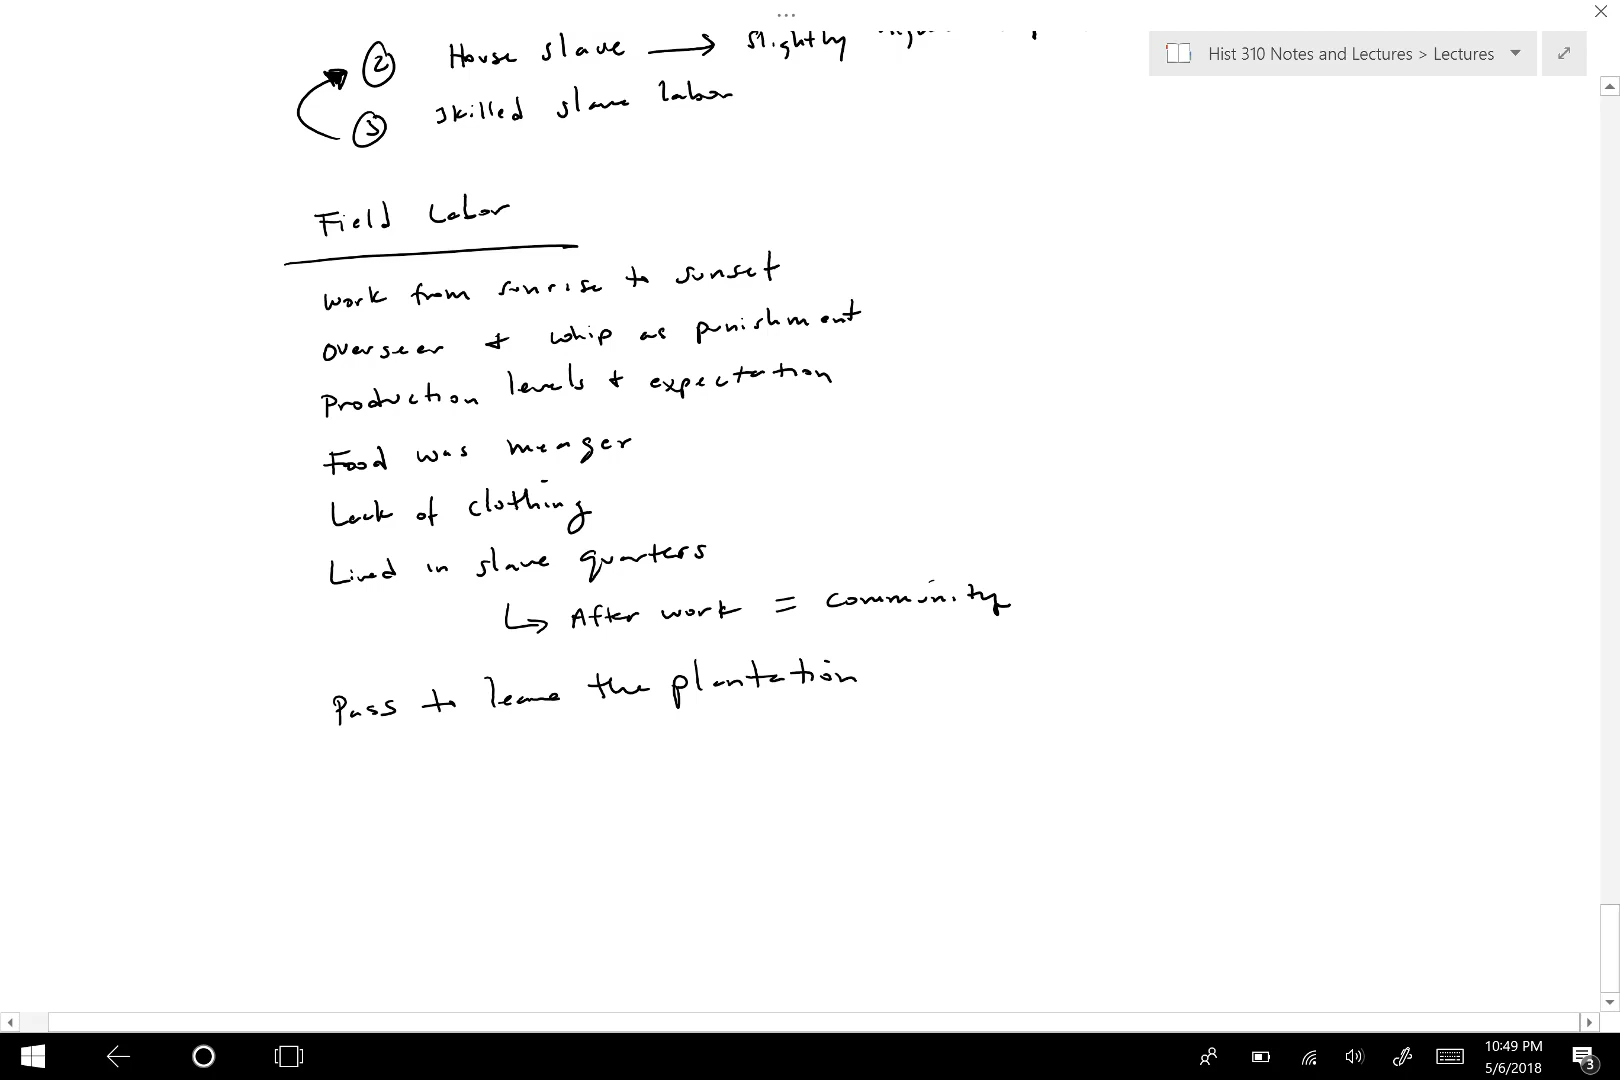 ...
② House slave → slightly
Hist 310 Notes and Lectures > Lectures
③ skilled slave labor
Field Labor
work from sunrise to sunset
overseer + whip as punishment
production levels + expectation
Food was meager
Lack of clothing
Lived in slave quarters
↳ After work = community
Pass to leave the plantation
10:49 PM
5/6/2018
3